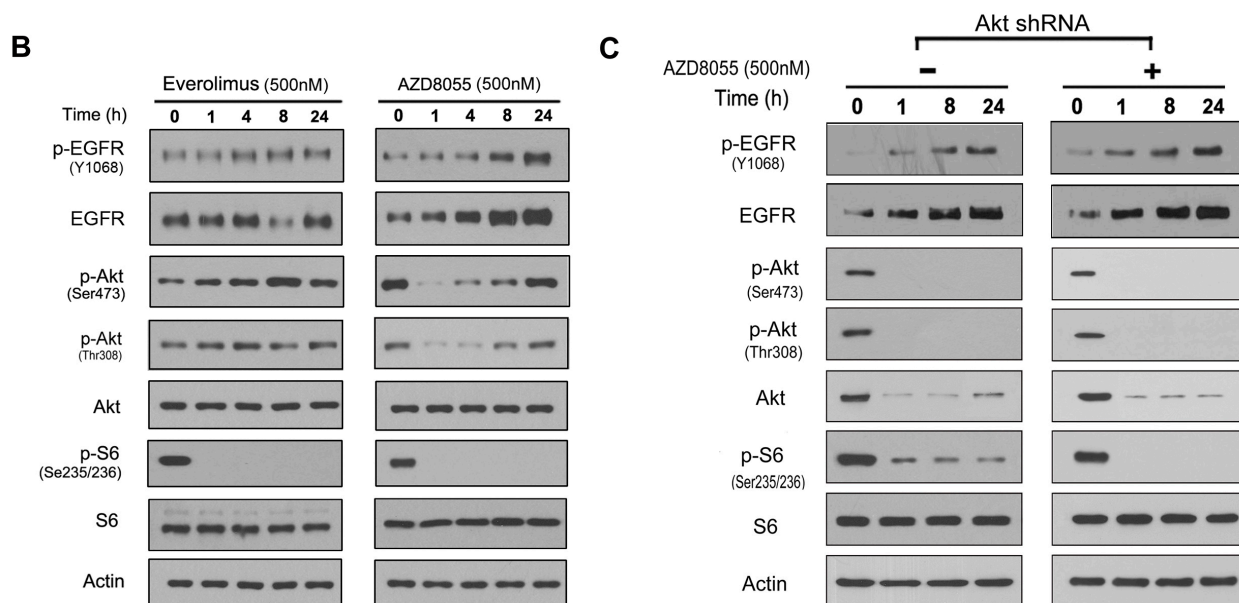 B
Everolimus (500nM)
AZD8055 (500nM)
Time (h)
0 1 4 8 24
0 1 4 8 24
p-EGFR
(Y1068)
EGFR
p-Akt
(Ser473)
p-Akt
(Thr308)
Akt
p-S6
(Se235/236)
S6
Actin
C
Akt shRNA
AZD8055 (500nM)
− +
Time (h)
0 1 8 24
0 1 8 24
p-EGFR
(Y1068)
EGFR
p-Akt
(Ser473)
p-Akt
(Thr308)
Akt
p-S6
(Ser235/236)
S6
Actin